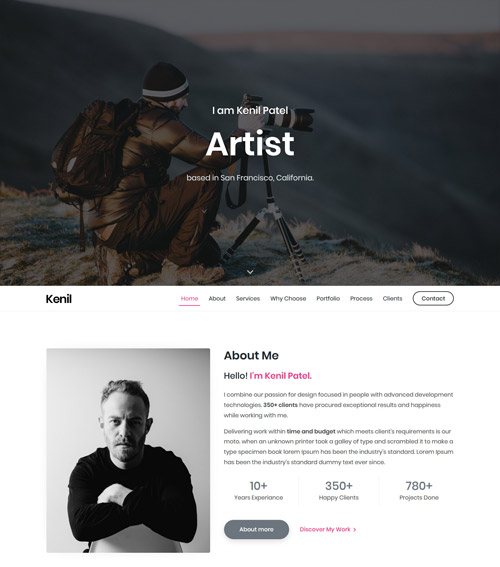 I am Kenil Patel
Artist
based in San Francisco, California.
Kenil
Home About Services Why Choose Portfolio Process Clients Contact
About Me
Hello! I'm Kenil Patel.
I combine our passion for design focused in people with advanced development
technologies. 350+ clients have procured exceptional results and happiness
while working with me.
Delivering work within time and budget which meets client's requirements is our
moto. when an unknown printer took a galley of type and scrambled it to make a
type specimen book lorem Ipsum has been the industry's standard. Lorem Ipsum
has been the industry's standard dummy text ever since.
10+ 350+ 780+
Years Experiance Happy Clients Projects Done
About more Discover My Work